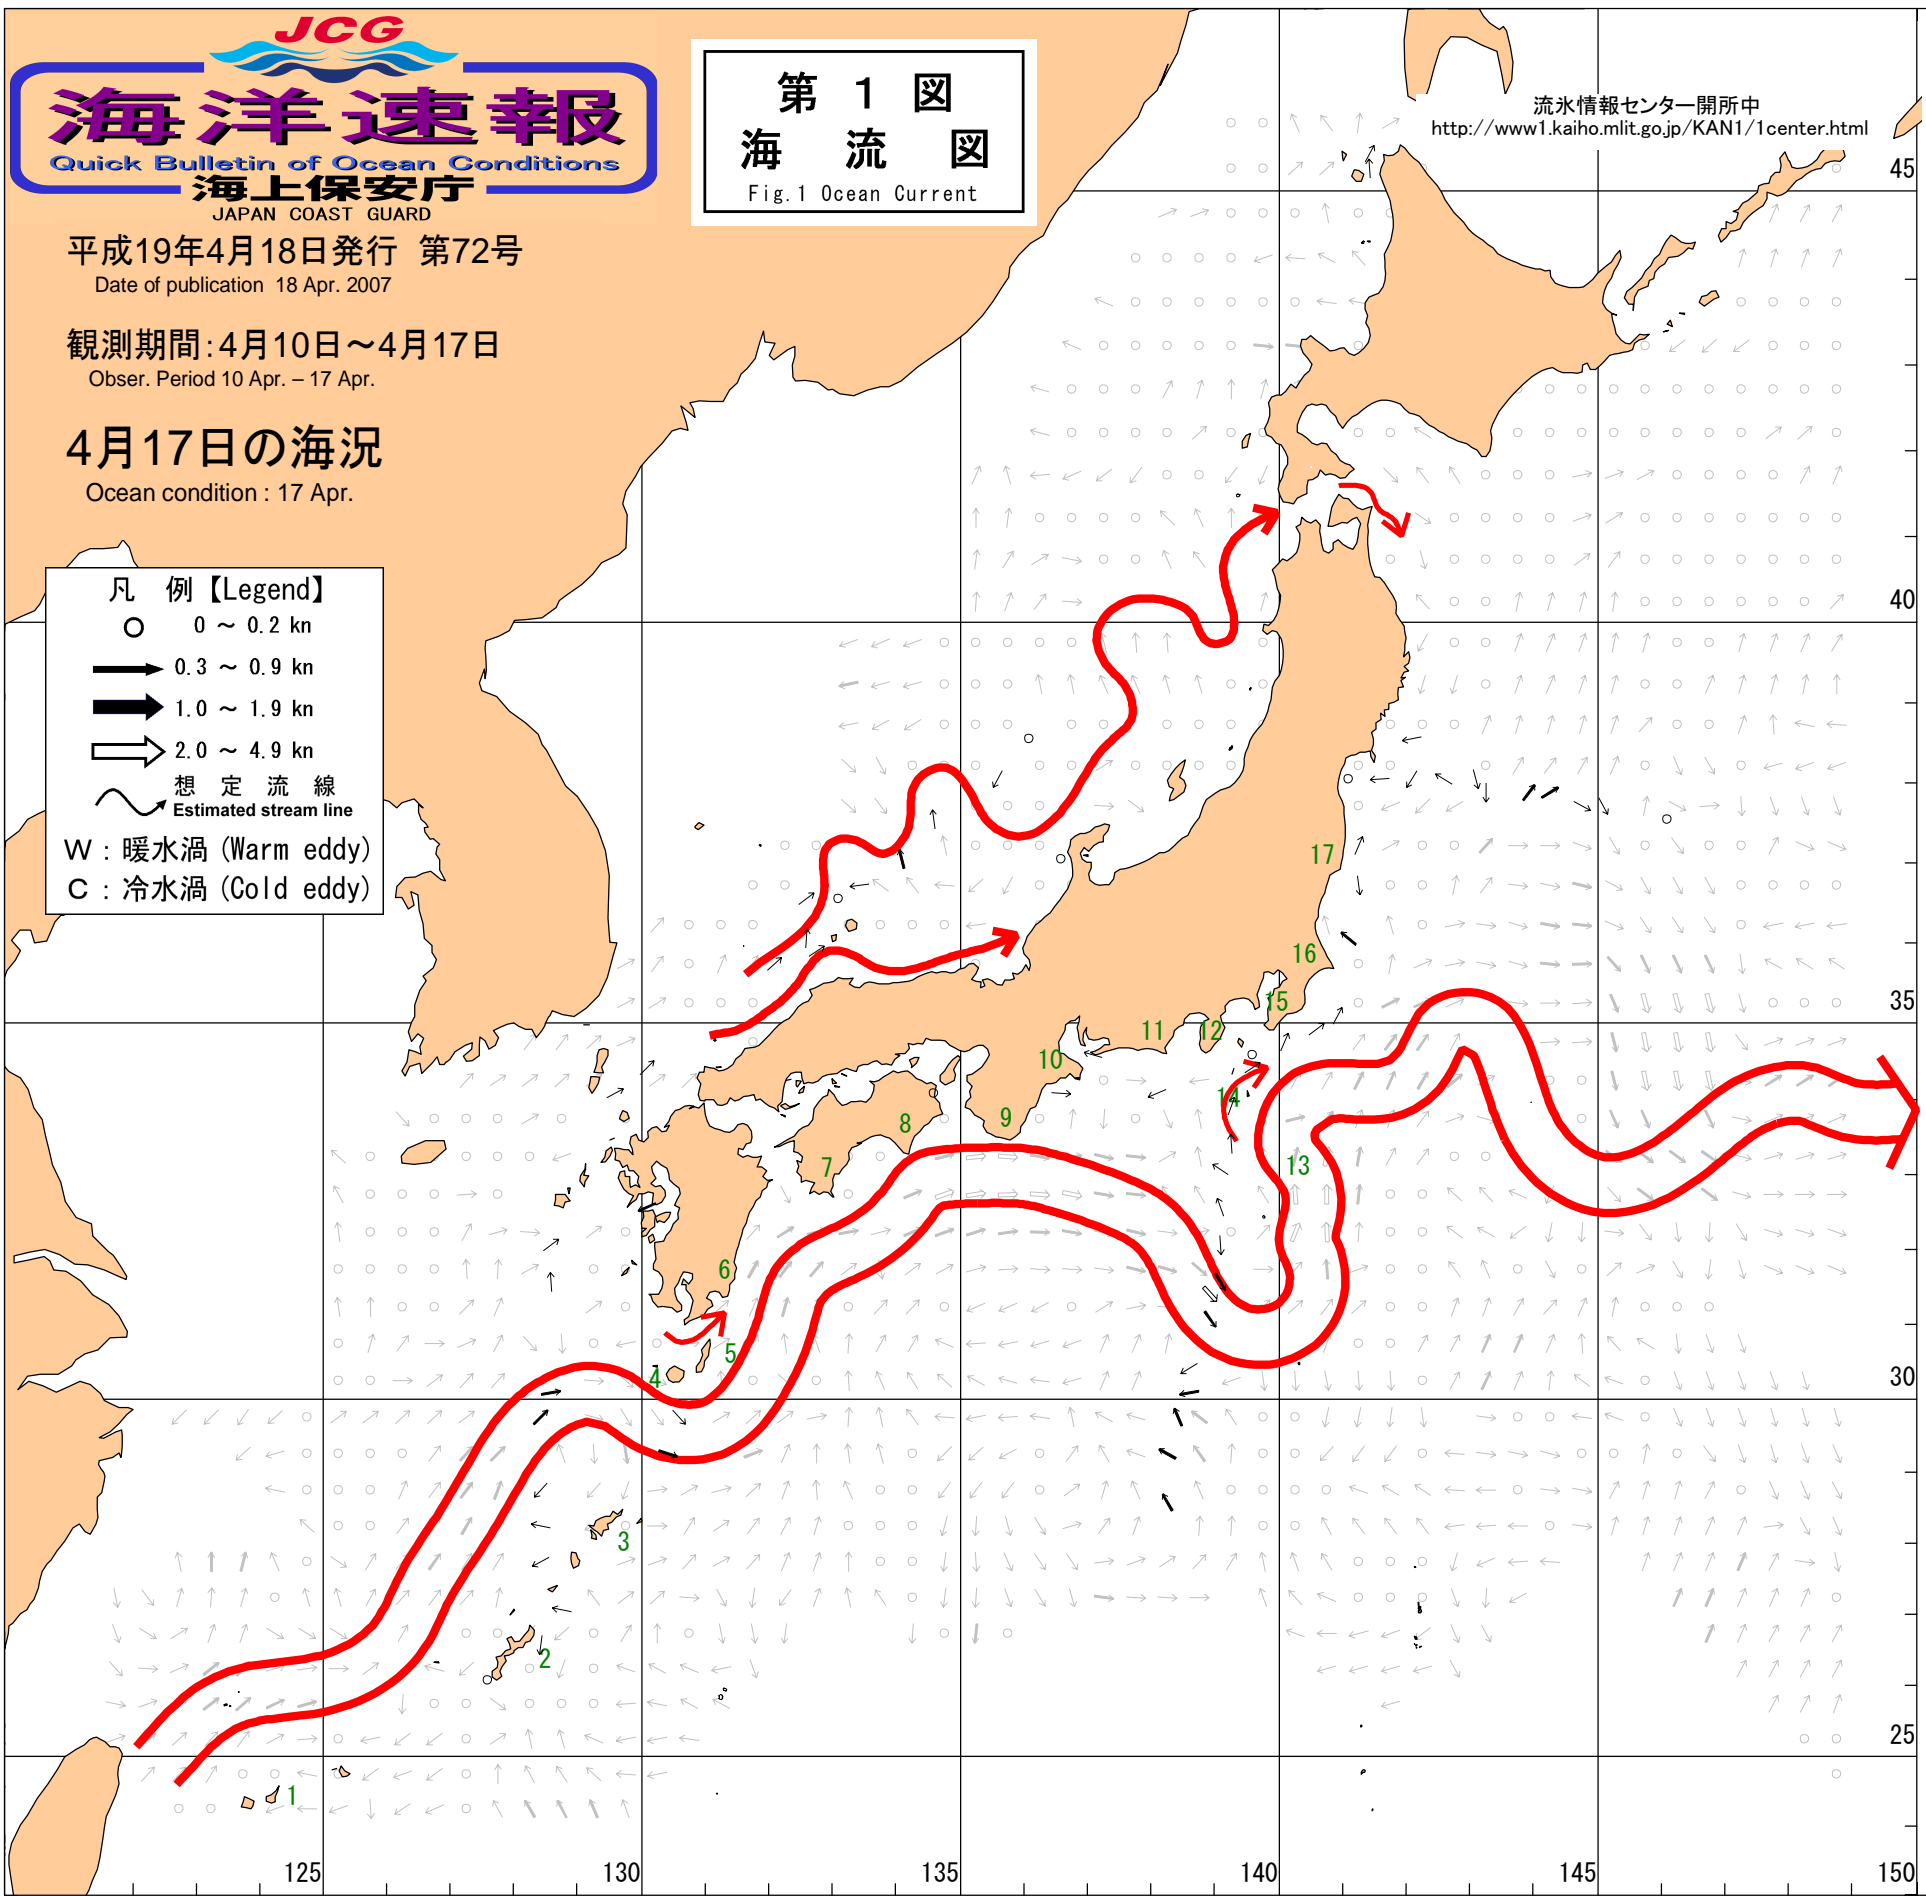 JCG
海洋速報
Quick Bulletin of Ocean Conditions
海上保安庁
JAPAN COAST GUARD
平成19年4月18日発行 第72号
Date of publication 18 Apr. 2007
観測期間:4月10日～4月17日
Obser. Period 10 Apr. – 17 Apr.
4月17日の海況
Ocean condition : 17 Apr.
第 1 図
海 流 図
Fig.1 Ocean Current
流氷情報センター開所中
http://www1.kaiho.mlit.go.jp/KAN1/1center.html
凡 例【Legend】
0 ～ 0.2 kn
0.3 ～ 0.9 kn
1.0 ～ 1.9 kn
2.0 ～ 4.9 kn
想 定 流 線
Estimated stream line
W : 暖水渦 (Warm eddy)
C : 冷水渦 (Cold eddy)
45
40
35
30
25
17
16
15
14
13
12
11
10
9
8
7
6
5
4
3
2
1
125
130
135
140
145
150